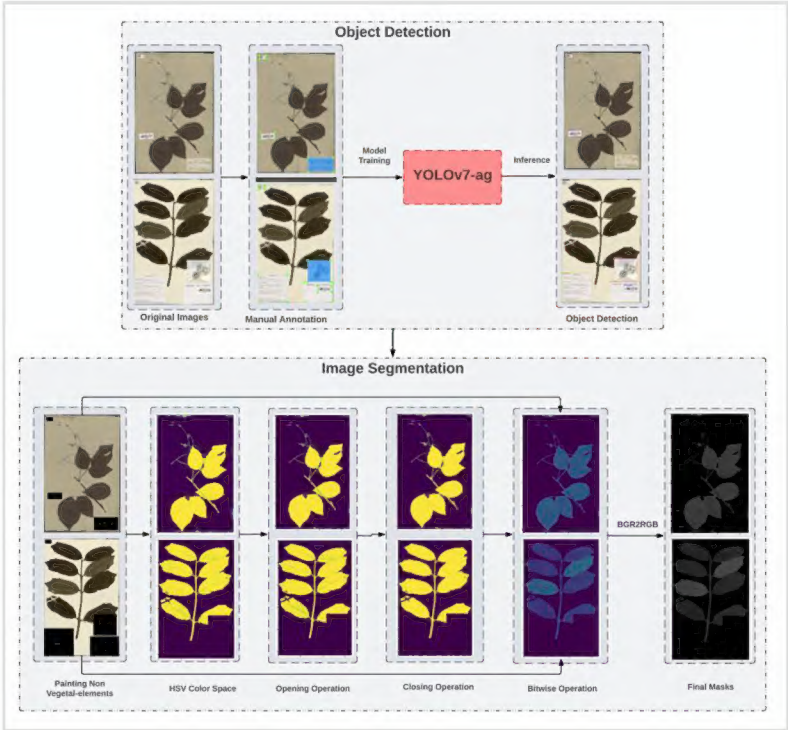 Object Detection
Model
Training
YOLOv7-ag
Inference
Original Images
Manual Annotation
Object Detection
Image Segmentation
BGR2RGB
Painting Non
Vegetal-elements
HSV Color Space
Opening Operation
Closing Operation
Bitwise Operation
Final Masks